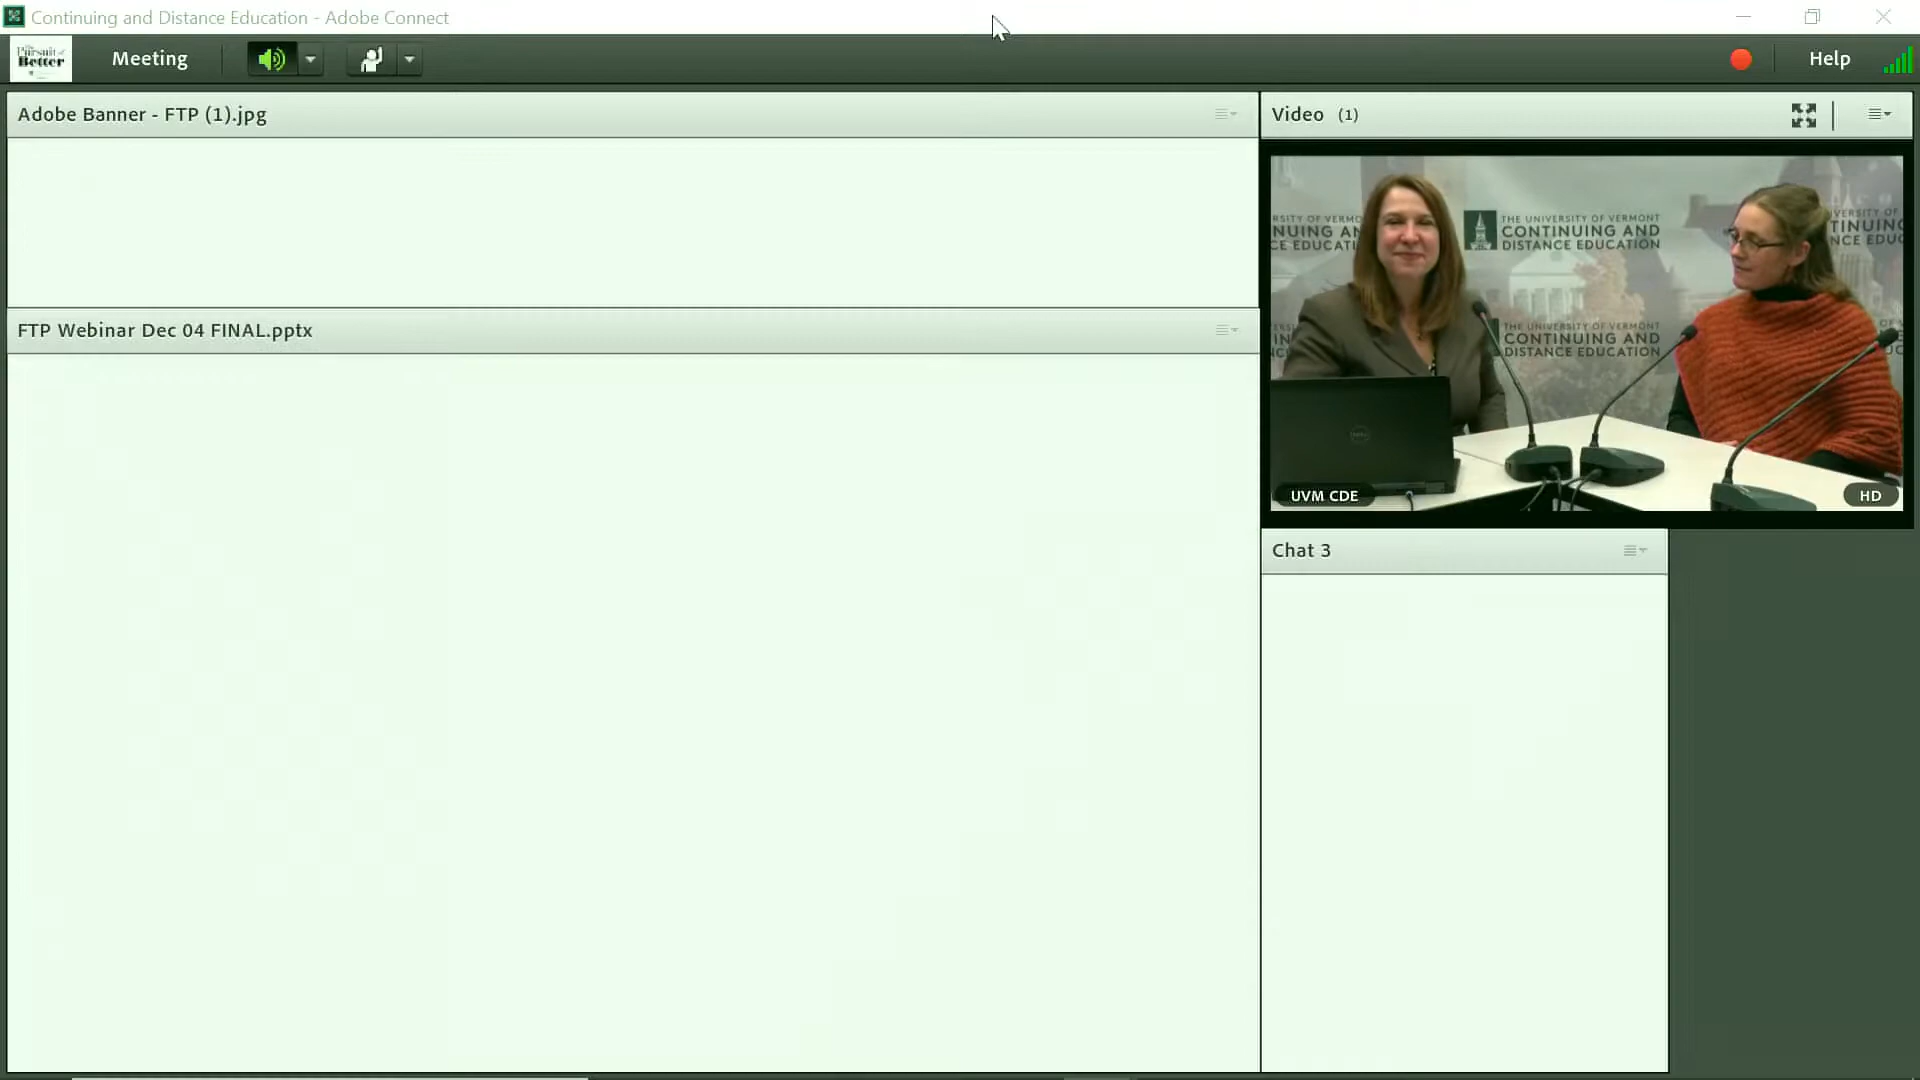 Continuing and Distance Education - Adobe Connect
Pursuit of
Better
Meeting
Help
Adobe Banner - FTP (1).jpg
Video (1)
THE UNIVERSITY OF VERMONT
CONTINUING AND
DISTANCE EDUCATION
THE UNIVERSITY OF VERMONT
CONTINUING AND
DISTANCE EDUCATION
UVM CDE
HD
FTP Webinar Dec 04 FINAL.pptx
Chat 3